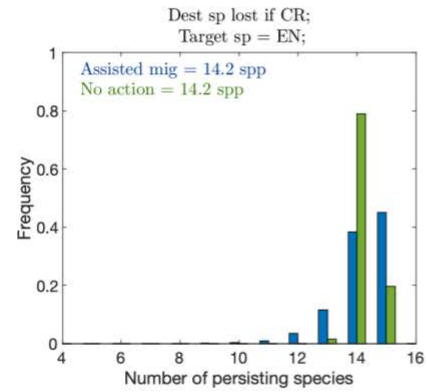 Dest sp lost if CR;
Target sp = EN;
1
Assisted mig = 14.2 spp
No action = 14.2 spp
0.8
0.6
Frequency
0.4
0.2
0
4 6 8 10 12 14 16
Number of persisting species